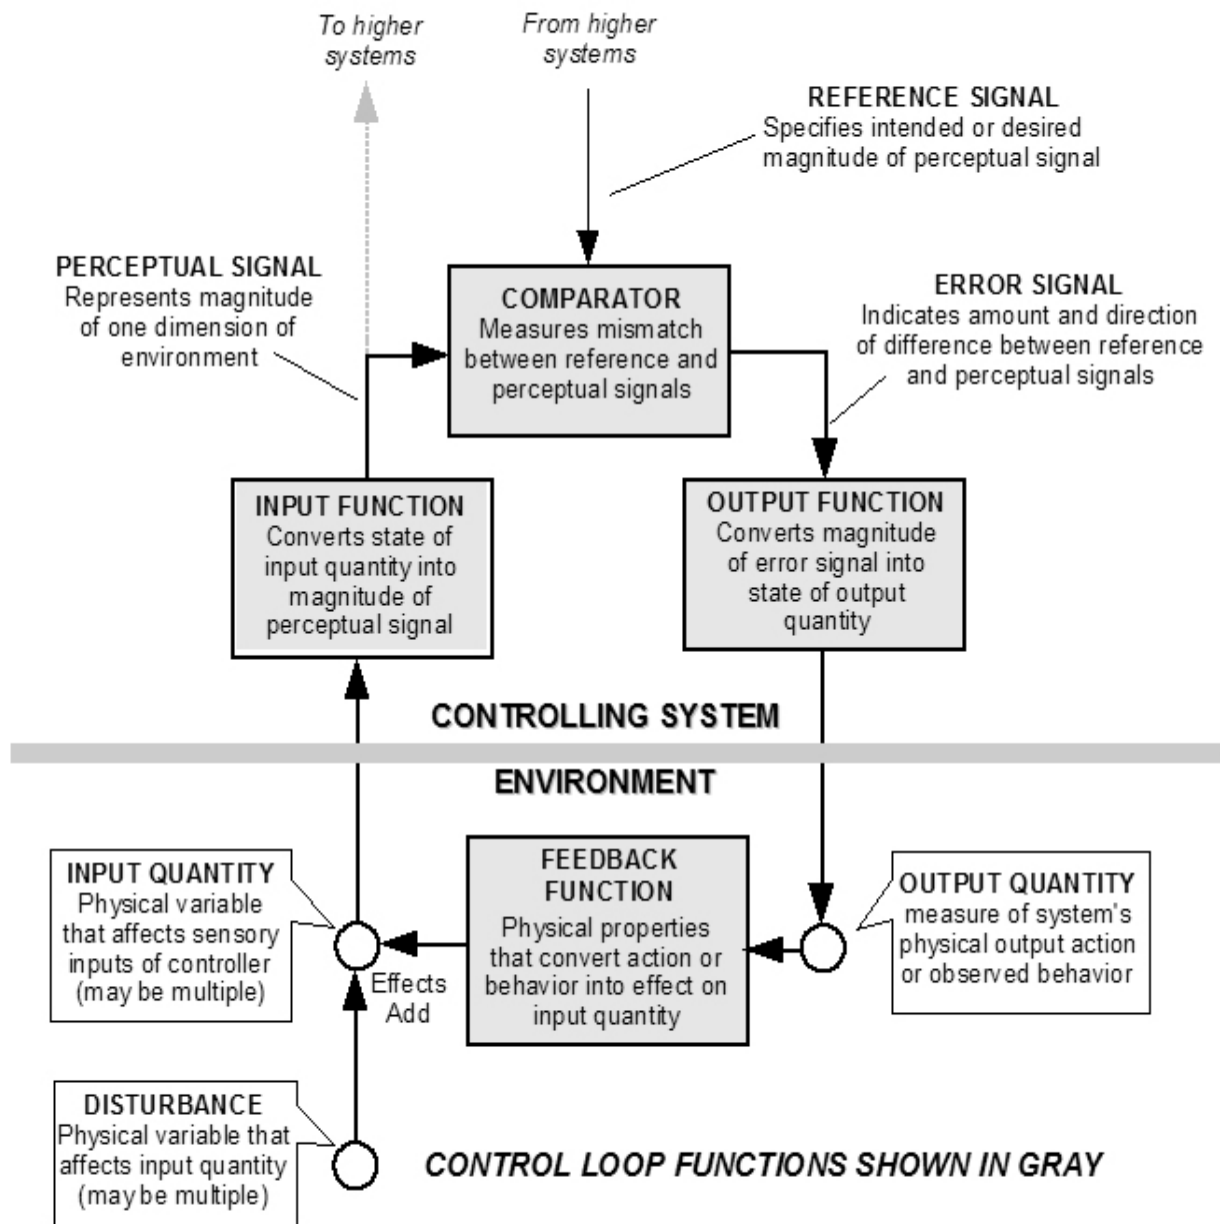 To higher
systems
From higher
systems
REFERENCE SIGNAL
Specifies intended or desired
magnitude of perceptual signal
PERCEPTUAL SIGNAL
Represents magnitude
of one dimension of
environment
COMPARATOR
Measures mismatch
between reference and
perceptual signals
ERROR SIGNAL
Indicates amount and direction
of difference between reference
and perceptual signals
INPUT FUNCTION
Converts state of
input quantity into
magnitude of
perceptual signal
OUTPUT FUNCTION
Converts magnitude
of error signal into
state of output
quantity
CONTROLLING SYSTEM
ENVIRONMENT
INPUT QUANTITY
Physical variable
that affects sensory
inputs of controller
(may be multiple)
Effects
Add
FEEDBACK
FUNCTION
Physical properties
that convert action or
behavior into effect on
input quantity
OUTPUT QUANTITY
measure of system's
physical output action
or observed behavior
DISTURBANCE
Physical variable that
affects input quantity
(may be multiple)
CONTROL LOOP FUNCTIONS SHOWN IN GRAY